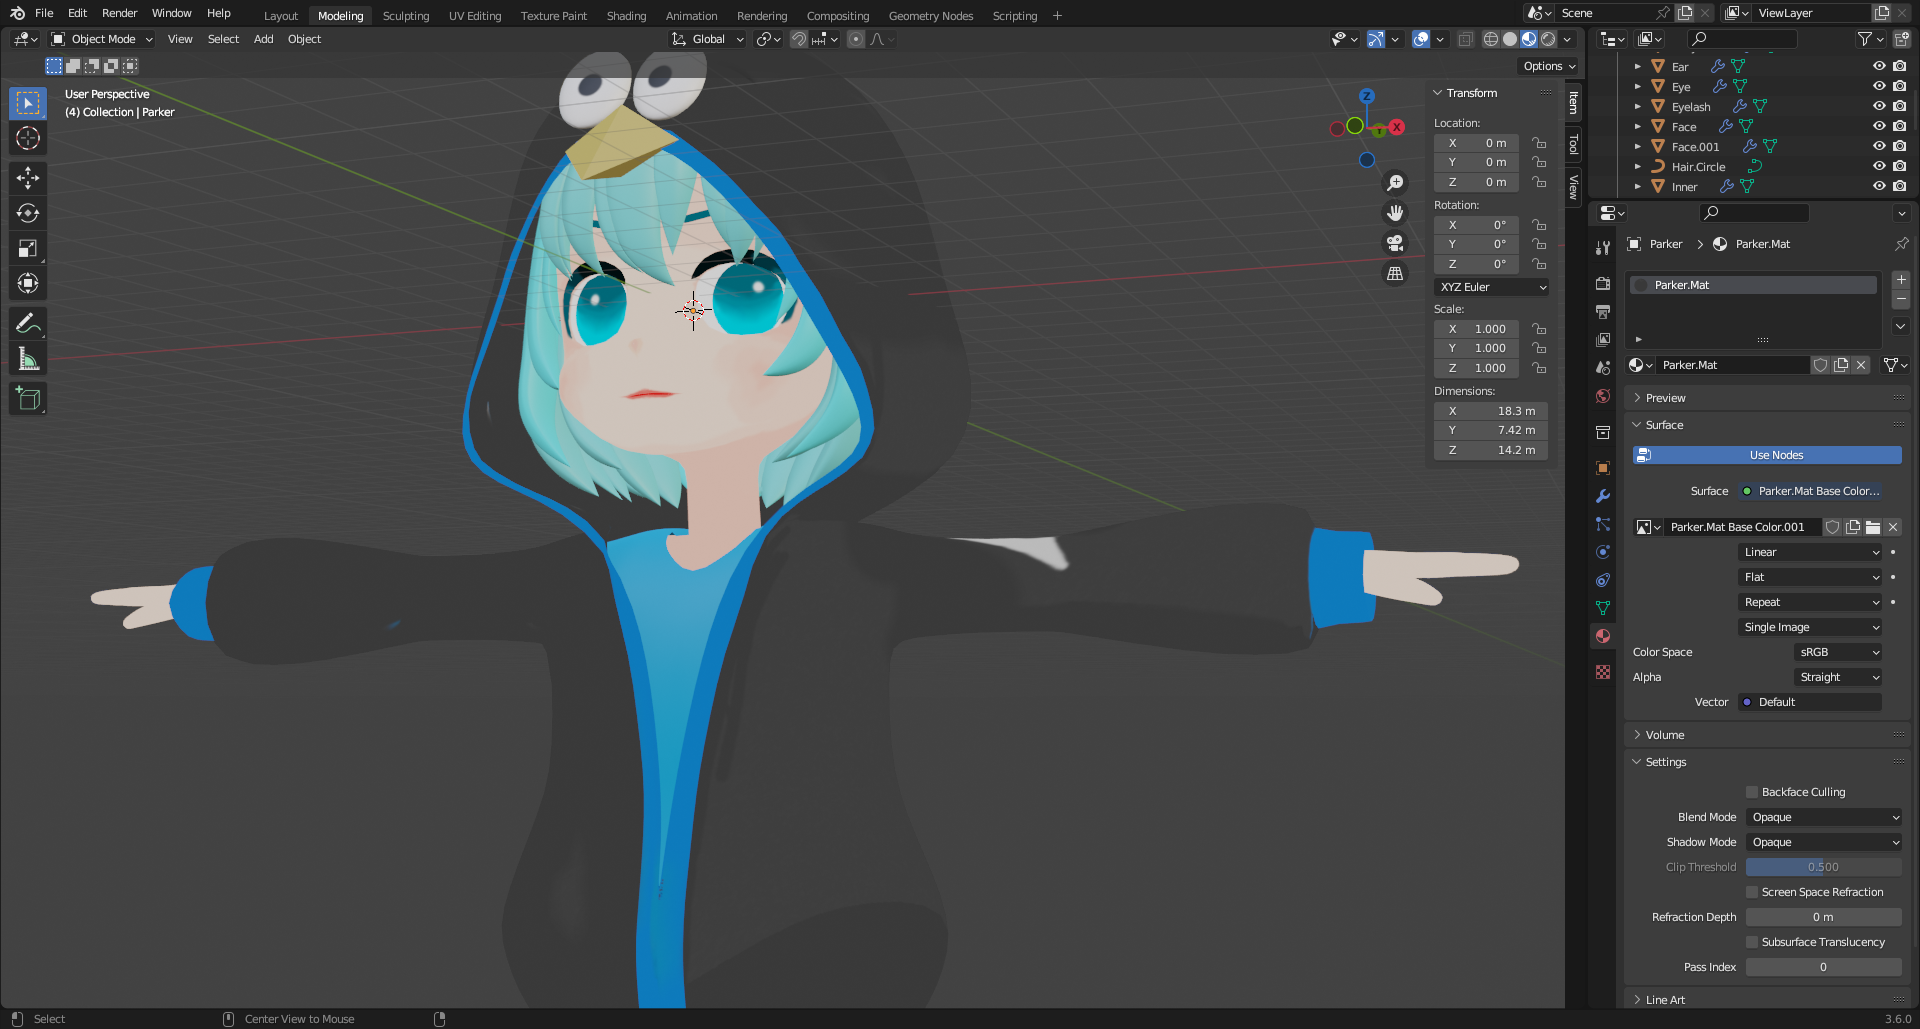 File Edit Render Window Help Layout Modeling Sculpting UV Editing Texture Paint Shading Animation Rendering Compositing Geometry Nodes Scripting + Scene ViewLayer
Object Mode View Select Add Object Global
Options
User Perspective
(4) Collection | Parker
Transform
Location:
X 0 m
Y 0 m
Z 0 m
Rotation:
X 0°
Y 0°
Z 0°
XYZ Euler
Scale:
X 1.000
Y 1.000
Z 1.000
Dimensions:
X 18.3 m
Y 7.42 m
Z 14.2 m
Item
Tool
View
Z
X
Y
Ear
Eye
Eyelash
Face
Face.001
Hair.Circle
Inner
Parker > Parker.Mat
Parker.Mat
Parker.Mat
Preview
Surface
Use Nodes
Surface Parker.Mat Base Color...
Parker.Mat Base Color.001
Linear
Flat
Repeat
Single Image
Color Space sRGB
Alpha Straight
Vector Default
Volume
Settings
Backface Culling
Blend Mode Opaque
Shadow Mode Opaque
Clip Threshold 0.500
Screen Space Refraction
Refraction Depth 0 m
Subsurface Translucency
Pass Index 0
Line Art
Select Center View to Mouse 3.6.0